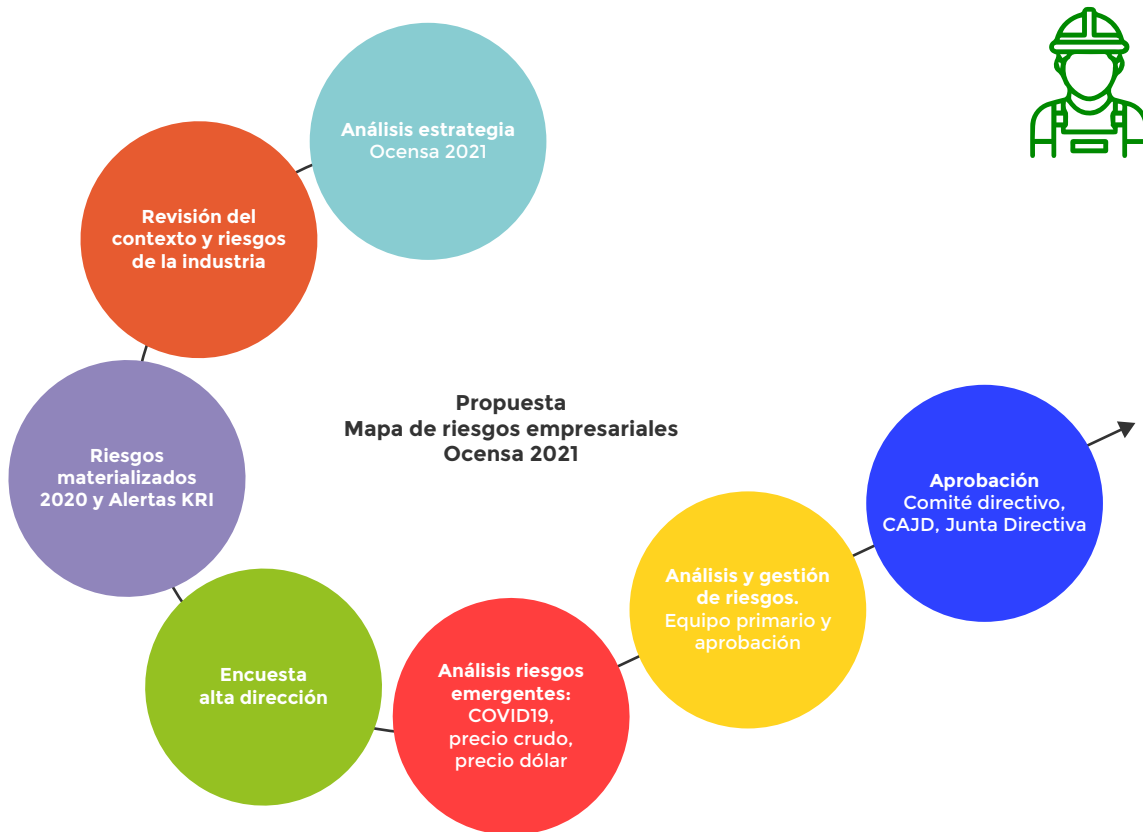 Análisis estrategia
Ocensa 2021
Revisión del
contexto y riesgos
de la industria
Riesgos
materializados
2020 y Alertas KRI
Encuesta
alta dirección
Análisis riesgos
emergentes:
COVID19,
precio crudo,
precio dólar
Análisis y gestión
de riesgos.
Equipo primario y
aprobación
Aprobación
Comité directivo,
CAJD, Junta Directiva
Propuesta
Mapa de riesgos empresariales
Ocensa 2021